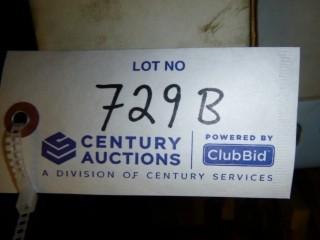 LOT NO
729B
CENTURY AUCTIONS
POWERED BY
ClubBid
A DIVISION OF CENTURY SERVICES